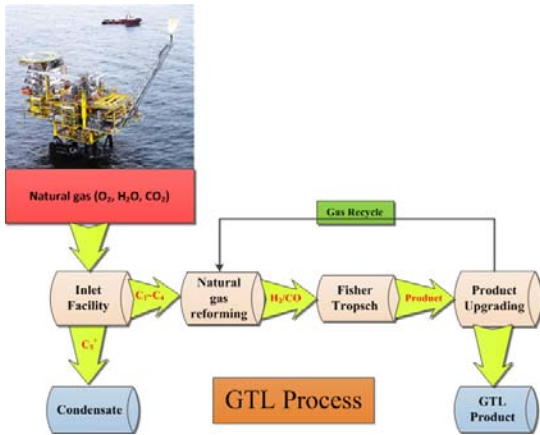 Natural gas (O₂, H₂O, CO₂)
Gas Recycle
Inlet
Facility
C₁~C₄
Natural
gas
reforming
H₂/CO
Fisher
Tropsch
Product
Product
Upgrading
C₅⁺
Condensate
GTL Process
GTL
Product